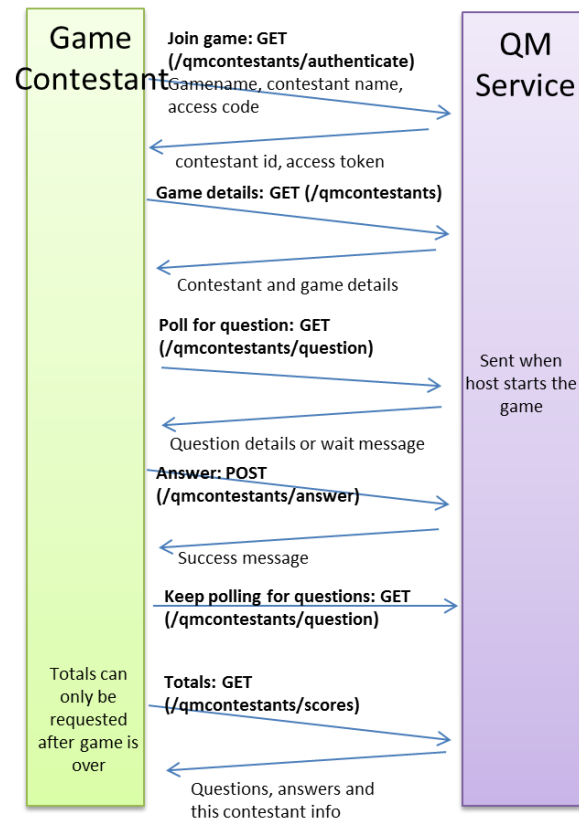 Game
Contestant
QM
Service
Join game: GET
(/qmcontestants/authenticate)
Gamename, contestant name,
access code
contestant id, access token
Game details: GET (/qmcontestants)
Contestant and game details
Poll for question: GET
(/qmcontestants/question)
Sent when
host starts the
game
Question details or wait message
Answer: POST
(/qmcontestants/answer)
Success message
Keep polling for questions: GET
(/qmcontestants/question)
Totals can
only be
requested
after game is
over
Totals: GET
(/qmcontestants/scores)
Questions, answers and
this contestant info